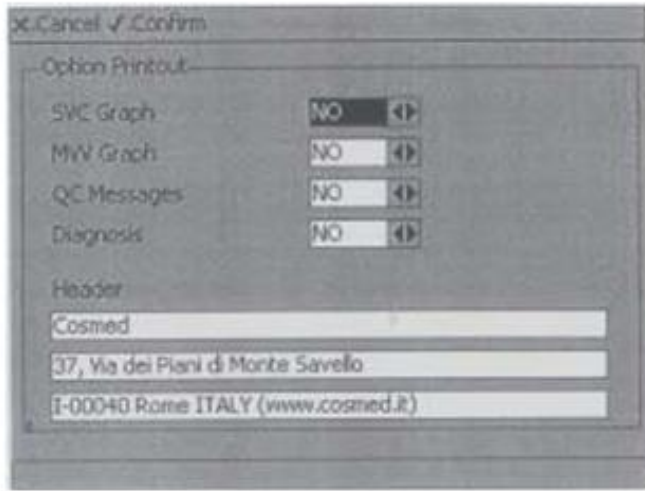 X:Cancel ✓:Confirm
Option Printout
SVC Graph NO
MVV Graph NO
QC Messages NO
Diagnosis NO
Header
Cosmed
37, Via dei Piani di Monte Savello
I-00040 Rome ITALY (www.cosmed.it)